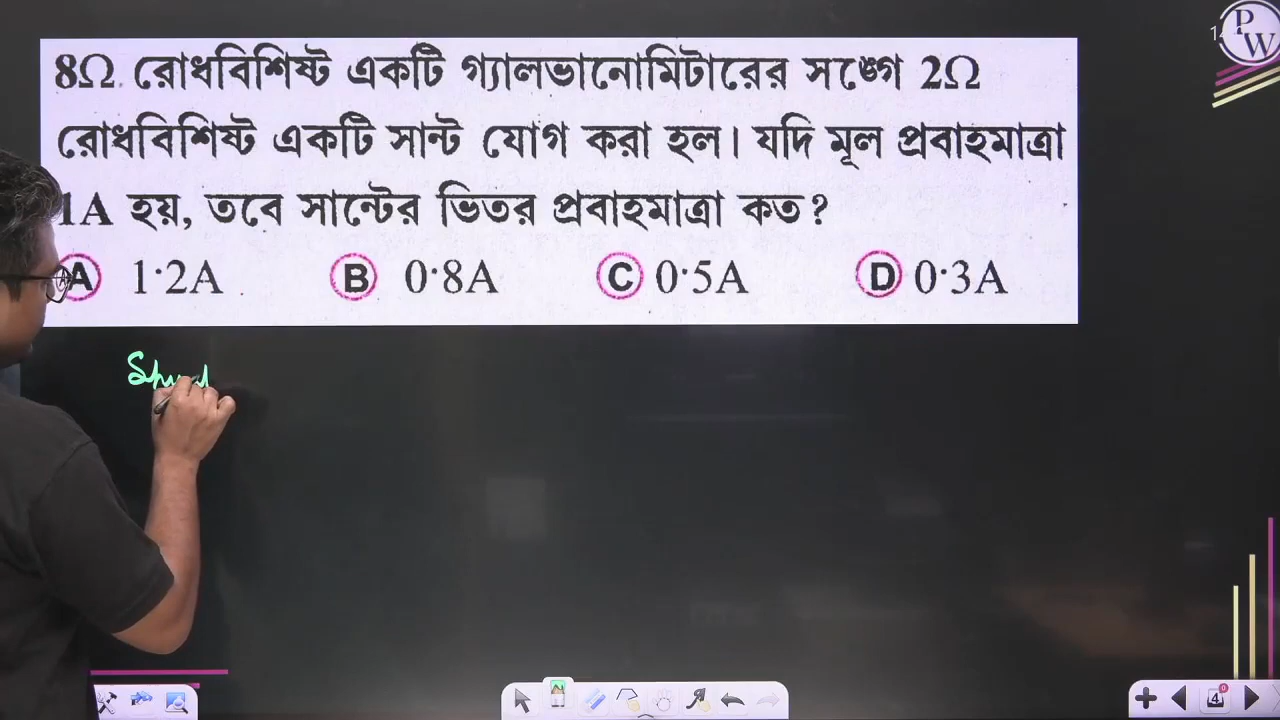 8Ω রোধবিশিষ্ট একটি গ্যালভানোমিটারের সঙ্গে 2Ω
রোধবিশিষ্ট একটি সান্ট যোগ করা হল। যদি মূল প্রবাহমাত্রা
1A হয়, তবে সান্টের ভিতর প্রবাহমাত্রা কত?
A 1·2A B 0·8A C 0·5A D 0·3A
PW